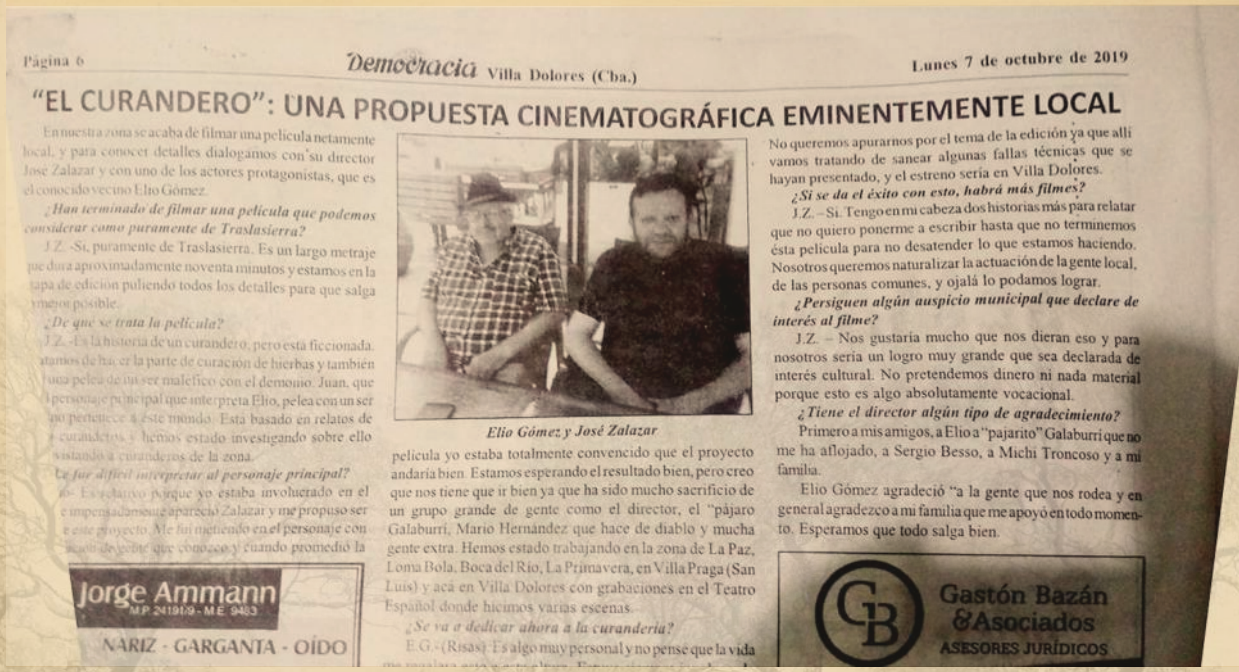 Página 6
Democracia Villa Dolores (Cba.)
Lunes 7 de octubre de 2019
“EL CURANDERO”: UNA PROPUESTA CINEMATOGRÁFICA EMINENTEMENTE LOCAL
En nuestra zona se acaba de filmar una película netamente
local, y para conocer detalles dialogamos con su director
José Zalazar y con uno de los actores protagonistas, que es
el conocido vecino Elio Gómez.
¿Han terminado de filmar una película que podemos
considerar como puramente de Traslasierra?
J.Z. -Sí, puramente de Traslasierra. Es un largo metraje
que dura aproximadamente noventa minutos y estamos en la
etapa de edición puliendo todos los detalles para que salga
mejor posible.
¿De qué se trata la película?
J.Z. -Es la historia de un curandero, pero está ficcionada.
de hacer la parte de curación de hierbas y también
una pelea de un ser maléfico con el demonio. Juan, que
personaje principal que interpreta Elio, pelea con un ser
no pertenece a este mundo. Está basado en relatos de
curanderos y hemos estado investigando sobre ello
a curanderos de la zona.
Le fue difícil interpretar al personaje principal?
porque yo estaba involucrado en el
e impensadamente apareció Zalazar y me propuso ser
este proyecto. Me fui metiendo en el personaje con
de gente que conozco y cuando promedió la
Jorge Ammann
M.P. 24191/9 - M.E. 9483
NARIZ - GARGANTA - OÍDO
Elio Gómez y José Zalazar
película yo estaba totalmente convencido que el proyecto
andaría bien. Estamos esperando el resultado bien, pero creo
que nos tiene que ir bien ya que ha sido mucho sacrificio de
un grupo grande de gente como el director, el "pájaro
Galaburri, Mario Hernández que hace de diablo y mucha
gente extra. Hemos estado trabajando en la zona de La Paz,
Loma Bola, Boca del Río, La Primavera, en Villa Praga (San
Luis) y acá en Villa Dolores con grabaciones en el Teatro
Español donde hicimos varias escenas.
¿Se va a dedicar ahora a la curandería?
E.G.- (Risas) Es algo muy personal y no pensé que la vida
No queremos apurarnos por el tema de la edición ya que allí
vamos tratando de sanear algunas fallas técnicas que se
hayan presentado, y el estreno sería en Villa Dolores.
¿Si se da el éxito con esto, habrá más filmes?
J.Z. – Si. Tengo en mi cabeza dos historias más para relatar
que no quiero ponerme a escribir hasta que no terminemos
ésta película para no desatender lo que estamos haciendo.
Nosotros queremos naturalizar la actuación de la gente local,
de las personas comunes, y ojalá lo podamos lograr.
¿Persiguen algún auspicio municipal que declare de
interés al filme?
J.Z. – Nos gustaría mucho que nos dieran eso y para
nosotros sería un logro muy grande que sea declarada de
interés cultural. No pretendemos dinero ni nada material
porque esto es algo absolutamente vocacional.
¿Tiene el director algún tipo de agradecimiento?
Primero a mis amigos, a Elio a "pajarito" Galaburri que no
me ha aflojado, a Sergio Besso, a Michi Troncoso y a mi
familia.
Elio Gómez agradeció "a la gente que nos rodea y en
general agradezco a mi familia que me apoyó en todo momen-
to. Esperamos que todo salga bien.
GB
Gastón Bazán
&Asociados
ASESORES JURÍDICOS